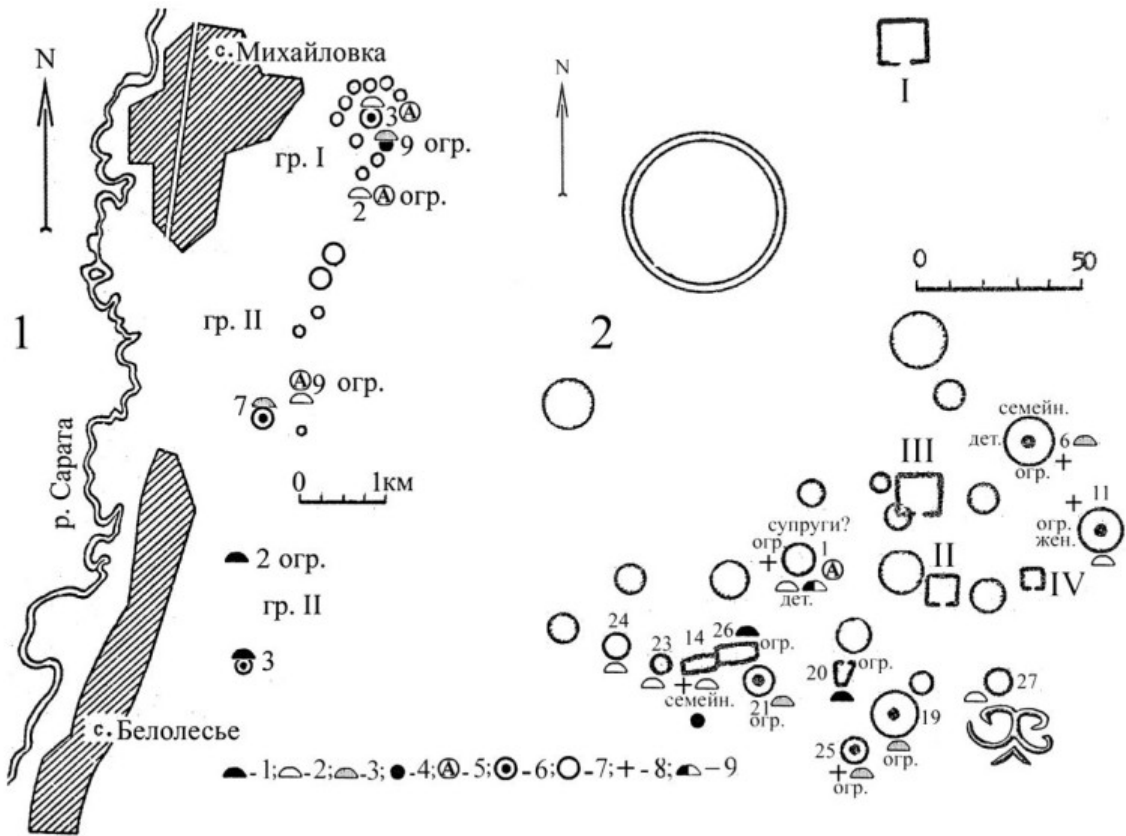 1
N
с. Михайловка
3 А
гр. I
9 огр.
2 А огр.
гр. II
А 9 огр.
7
0 1км
р. Сарата
2 огр.
гр. II
3
с. Белолесье
2
N
I
0 50
семейн.
дет. 6
огр. +
III
+ 11
огр.
жен.
супруги?
огр.
+ 1 А
дет.
II
IV
24
23
14
26 огр.
+
семейн.
21
огр.
20 огр.
19
огр.
25
+
огр.
27
-1; -2; -3; -4; А-5; -6; -7; +-8; -9